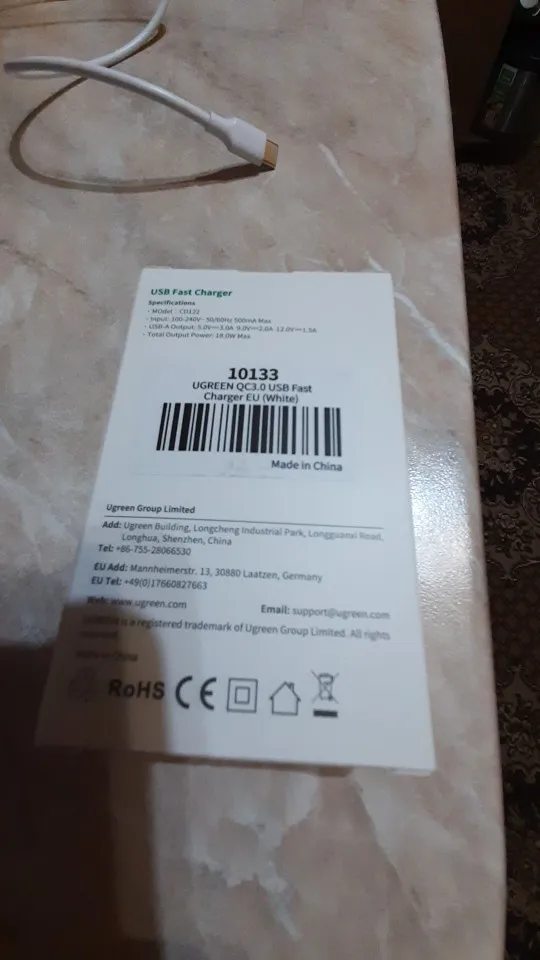 USB Fast Charger
Specifications
· Model : CD122
· Input: 100-240V~ 50/60Hz 500mA Max
· USB-A Output: 5.0V⎓3.0A 9.0V⎓2.0A 12.0V⎓1.5A
· Total Output Power: 18.0W Max
10133
UGREEN QC3.0 USB Fast
Charger EU (White)
Made in China
Ugreen Group Limited
Add: Ugreen Building, Longcheng Industrial Park, Longguanxi Road,
Longhua, Shenzhen, China
Tel: +86-755-28066530
EU Add: Mannheimerstr. 13, 30880 Laatzen, Germany
EU Tel: +49(0)17660827663
Web: www.ugreen.com
Email: support@ugreen.com
UGREEN is a registered trademark of Ugreen Group Limited. All rights
reserved.
Made in China
RoHS CE